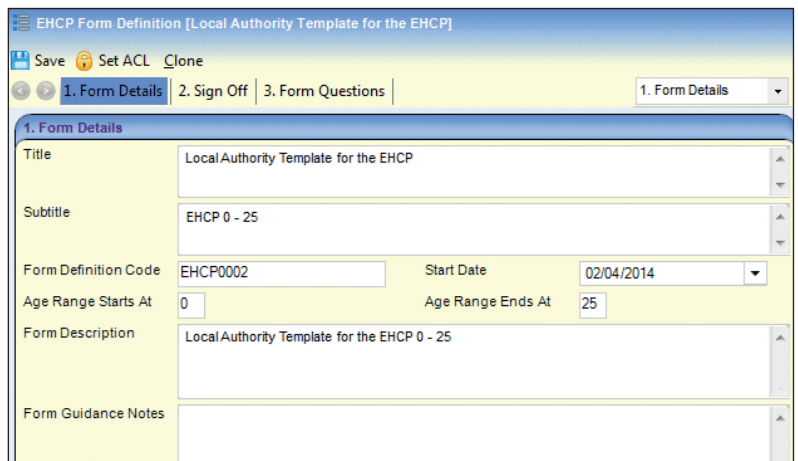 EHCP Form Definition [Local Authority Template for the EHCP]
Save Set ACL Clone
1. Form Details 2. Sign Off 3. Form Questions 1. Form Details
1. Form Details
Title Local Authority Template for the EHCP
Subtitle EHCP 0 - 25
Form Definition Code EHCP0002 Start Date 02/04/2014
Age Range Starts At 0 Age Range Ends At 25
Form Description Local Authority Template for the EHCP 0 - 25
Form Guidance Notes